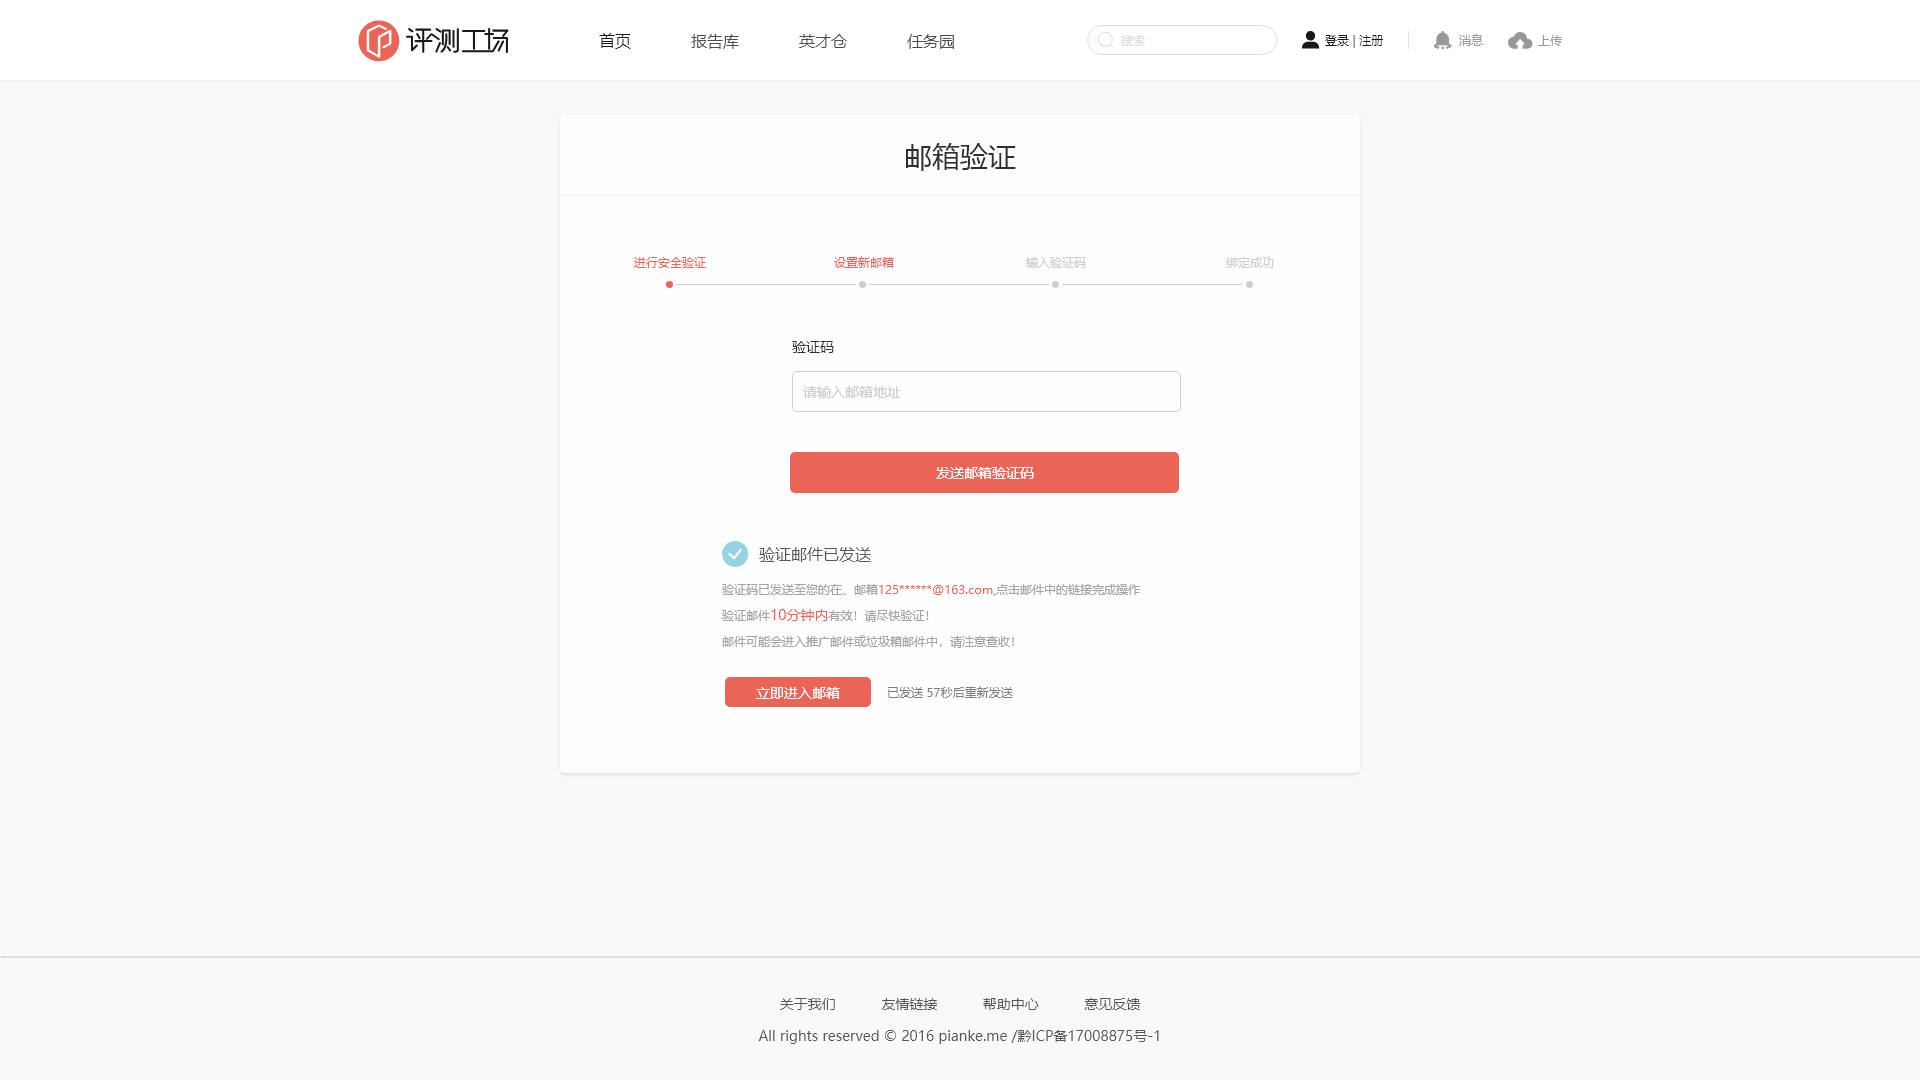 评测工场
首页 报告库 英才仓 任务园 搜索 登录 | 注册 消息 上传
邮箱验证
进行安全验证 设置新邮箱 输入验证码 绑定成功
验证码
请输入邮箱地址
发送邮箱验证码
验证邮件已发送
验证码已发送至您的在、邮箱125******@163.com,点击邮件中的链接完成操作
验证邮件10分钟内有效！请尽快验证！
邮件可能会进入推广邮件或垃圾箱邮件中，请注意查收！
立即进入邮箱 已发送 57秒后重新发送
关于我们 友情链接 帮助中心 意见反馈
All rights reserved © 2016 pianke.me /黔ICP备17008875号-1